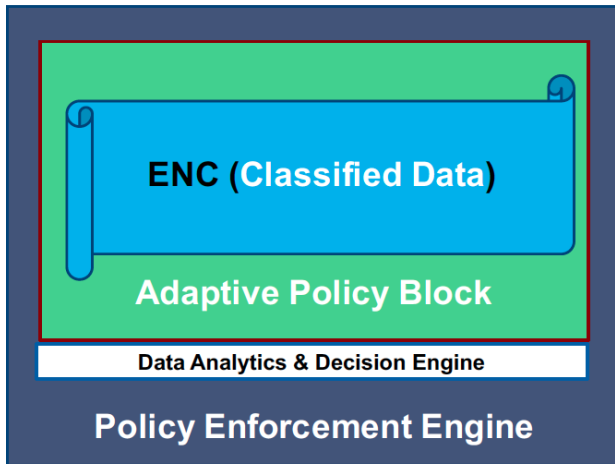 ENC (Classified Data)
Adaptive Policy Block
Data Analytics & Decision Engine
Policy Enforcement Engine